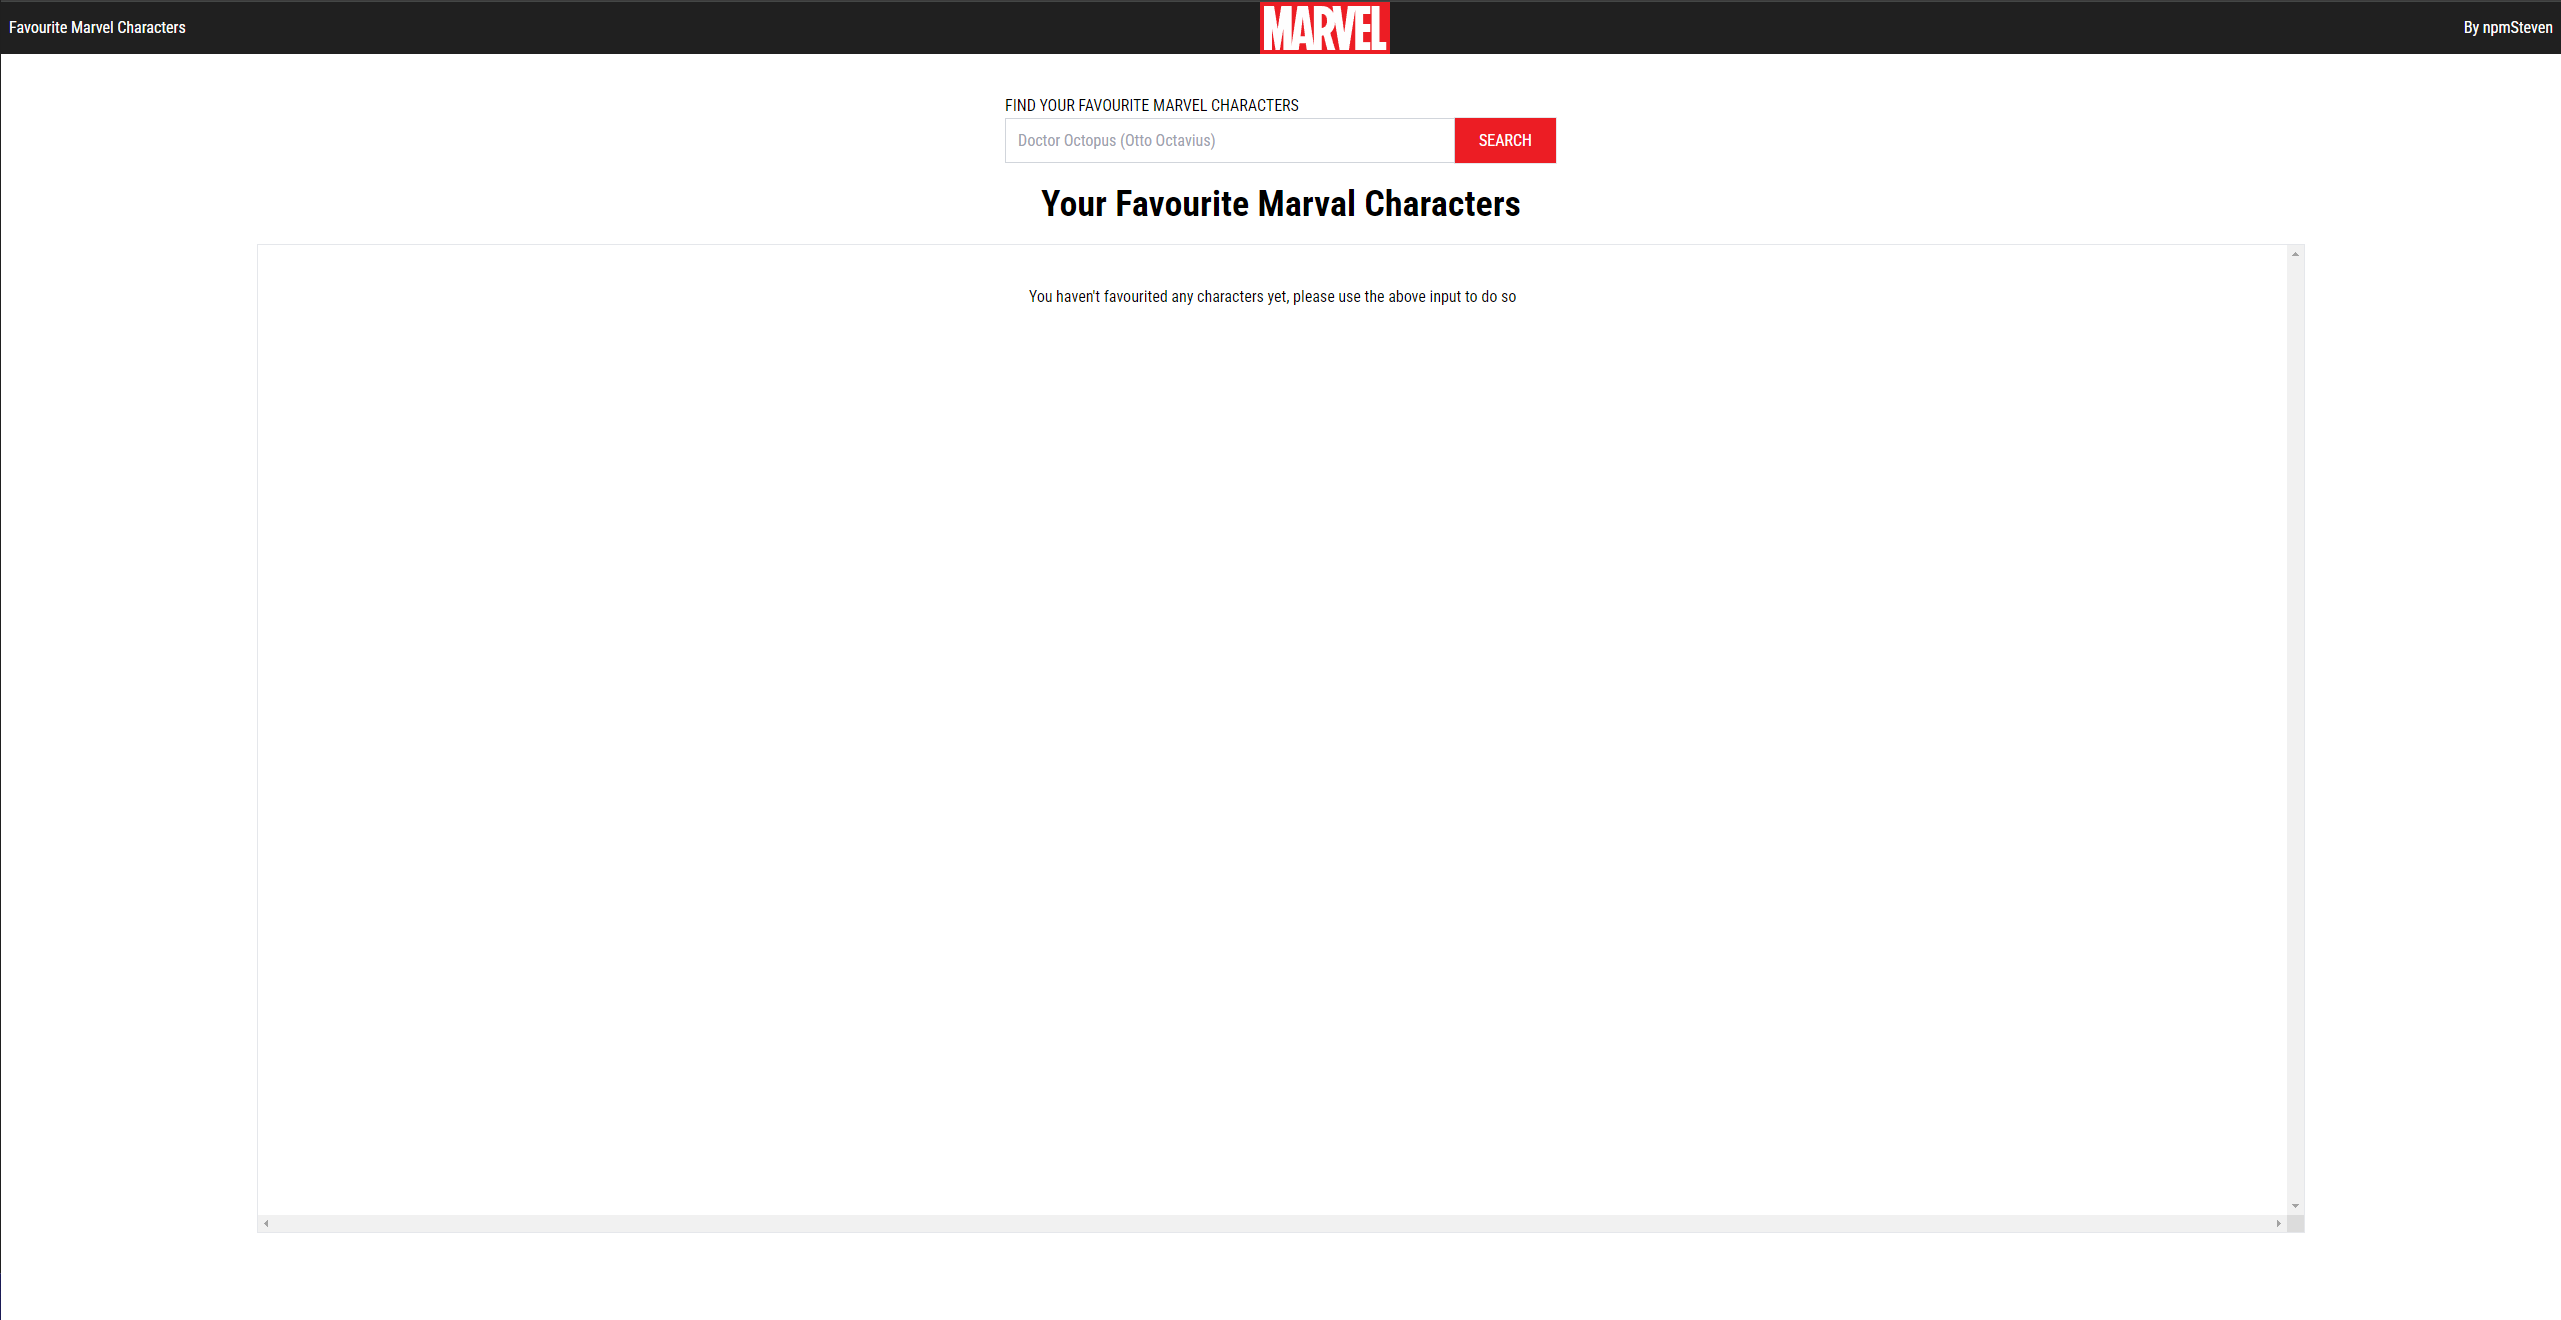 Favourite Marvel Characters
MARVEL
By npmSteven
FIND YOUR FAVOURITE MARVEL CHARACTERS
Doctor Octopus (Otto Octavius)
SEARCH
Your Favourite Marval Characters
You haven't favourited any characters yet, please use the above input to do so